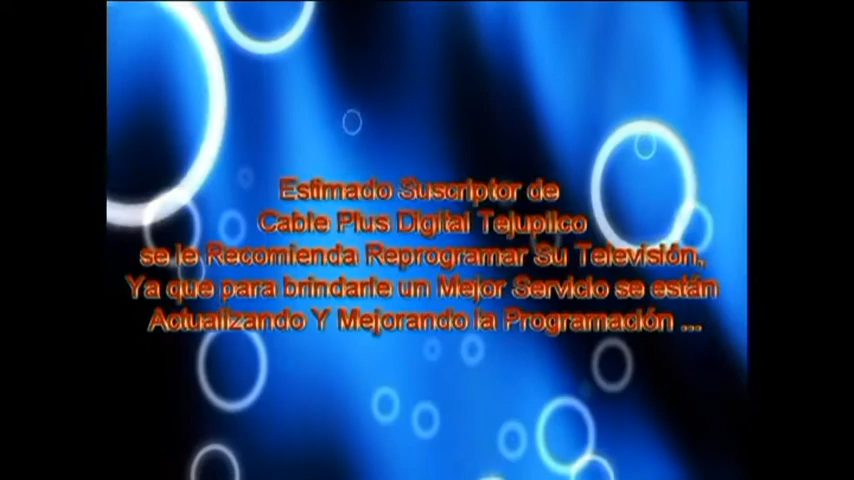 Estimado Suscriptor de
Cable Plus Digital Tejupilco
se le Recomienda Reprogramar Su Televisión,
Ya que para brindarle un Mejor Servicio se están
Actualizando Y Mejorando la Programación ...